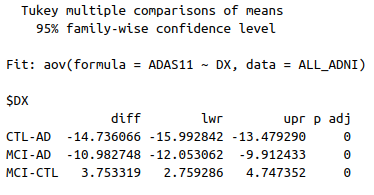 Tukey multiple comparisons of means
95% family-wise confidence level
Fit: aov(formula = ADAS11 ~ DX, data = ALL_ADNI)
$DX
diff lwr upr p adj
CTL-AD -14.736066 -15.992842 -13.479290 0
MCI-AD -10.982748 -12.053062 -9.912433 0
MCI-CTL 3.753319 2.759286 4.747352 0